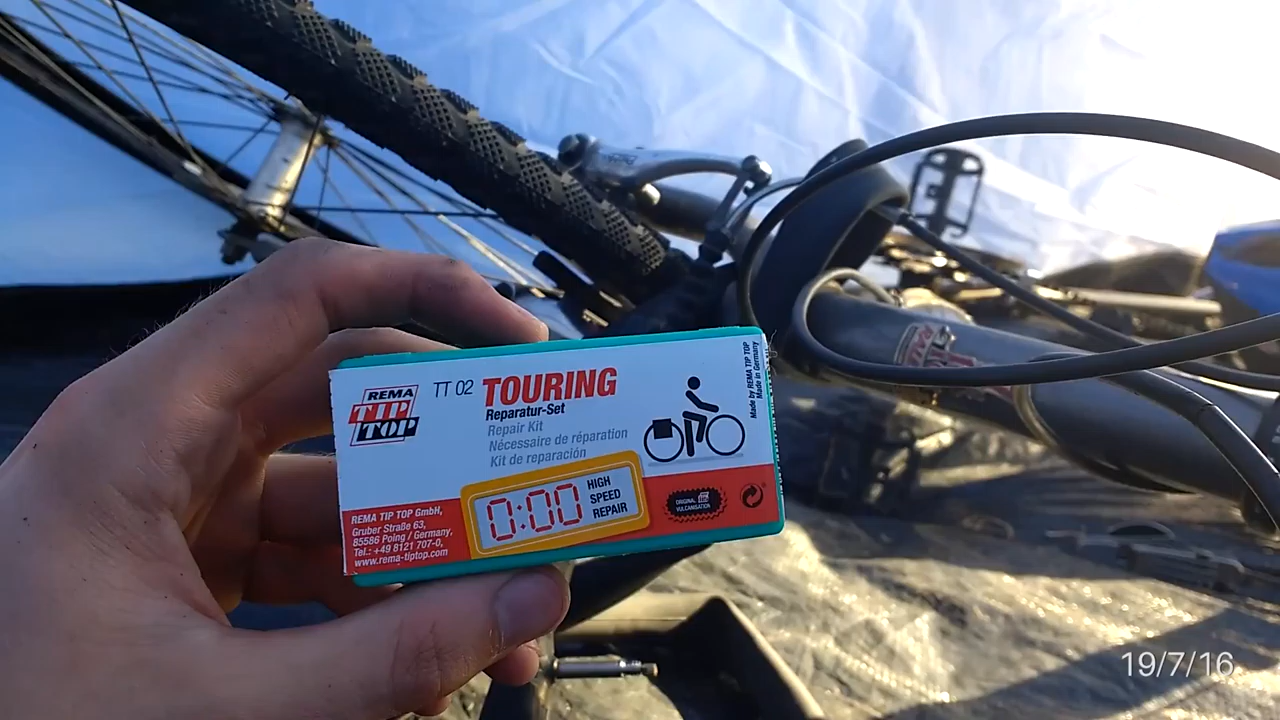 REMA
TIP
TOP
TT 02 TOURING
Reparatur-Set
Repair Kit
Nécessaire de réparation
Kit de reparación
0:00
HIGH
SPEED
REPAIR
REMA TIP TOP GmbH,
Gruber Straße 63,
85586 Poing / Germany,
Tel.: +49 8121 707-0,
www.rema-tiptop.com
ORIGINAL
VULCANISATION
Made by REMA TIP TOP
Made in Germany
19/7/16